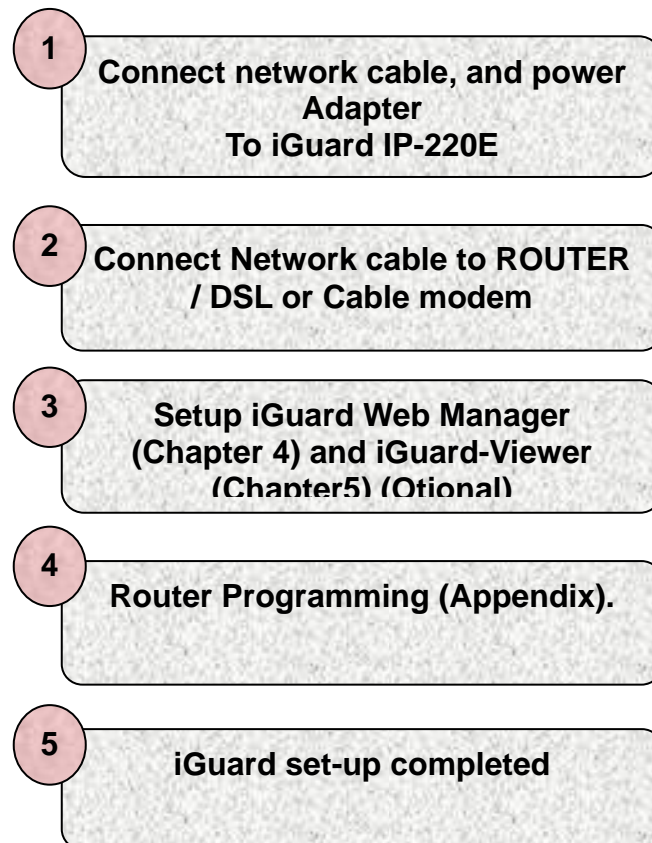 1
Connect network cable, and power
Adapter
To iGuard IP-220E
2
Connect Network cable to ROUTER
/ DSL or Cable modem
3
Setup iGuard Web Manager
(Chapter 4) and iGuard-Viewer
(Chapter5) (Otional)
4
Router Programming (Appendix).
5
iGuard set-up completed